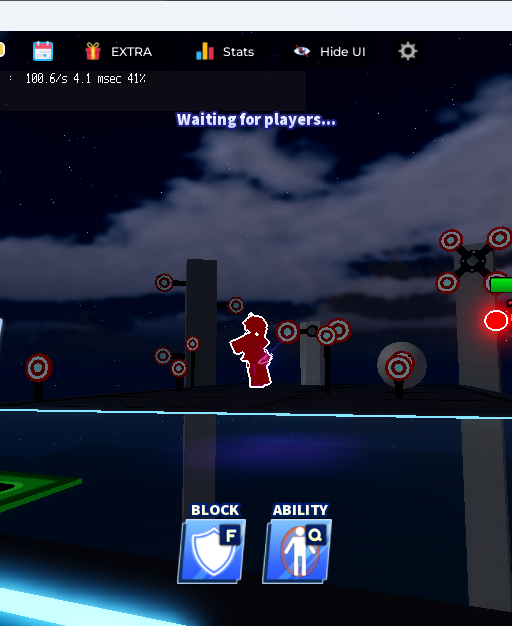 EXTRA
Stats
Hide UI
: 100.6/s 4.1 msec 41%
Waiting for players...
BLOCK
ABILITY
F
Q